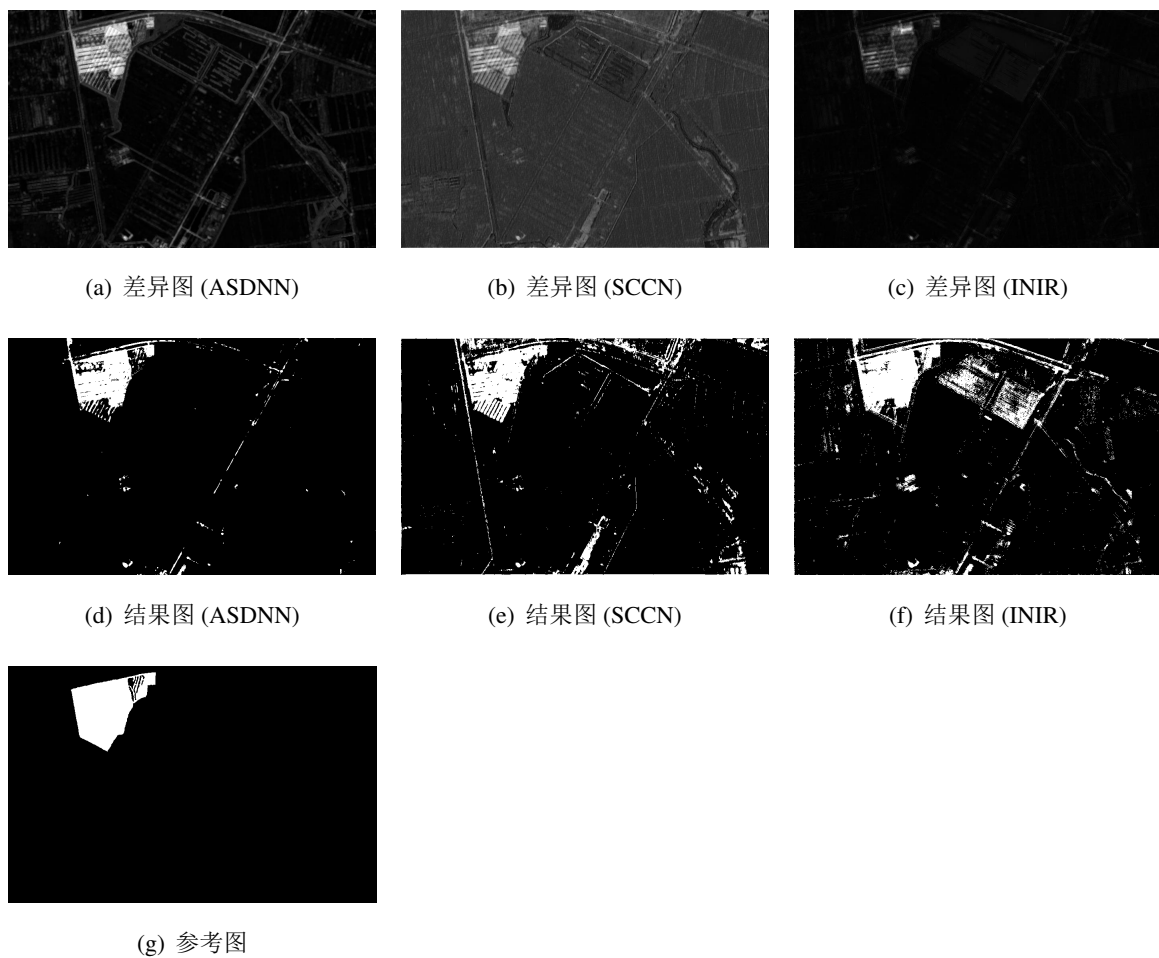 (a) 差异图 (ASDNN)
(b) 差异图 (SCCN)
(c) 差异图 (INIR)
(d) 结果图 (ASDNN)
(e) 结果图 (SCCN)
(f) 结果图 (INIR)
(g) 参考图